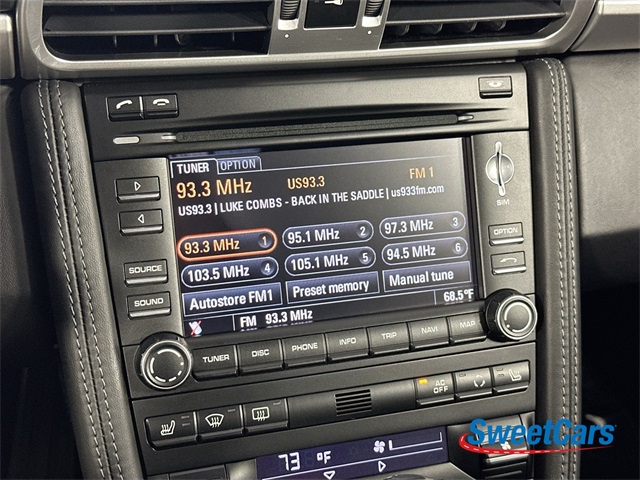 TUNER OPTION
93.3 MHz US93.3 FM 1
US93.3 | LUKE COMBS - BACK IN THE SADDLE | us933fm.com
93.3 MHz 1 95.1 MHz 2 97.3 MHz 3
103.5 MHz 4 105.1 MHz 5 94.5 MHz 6
Autostore FM1 Preset memory Manual tune
FM 93.3 MHz 68.5°F
SIM
OPTION
SOURCE
SOUND
TUNER DISC PHONE INFO TRIP NAVI MAP
AC OFF
73 °F
SweetCars